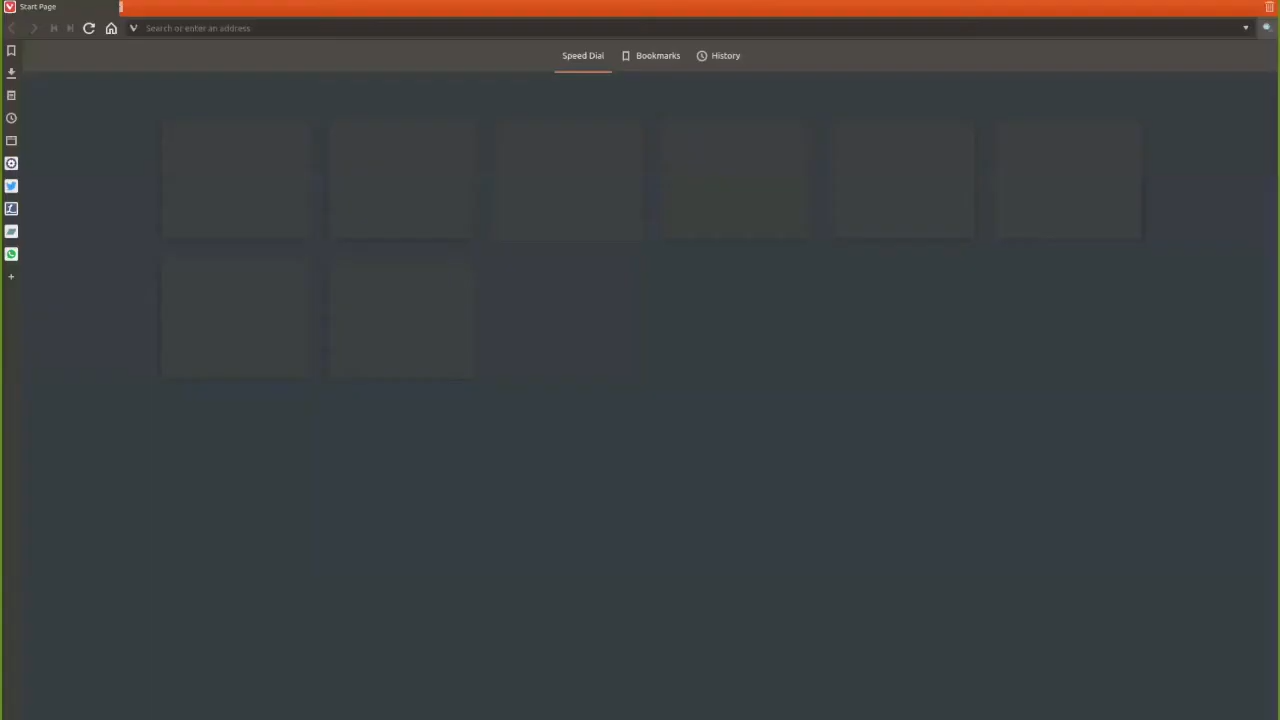 Start Page
Search or enter an address
Speed Dial
Bookmarks
History